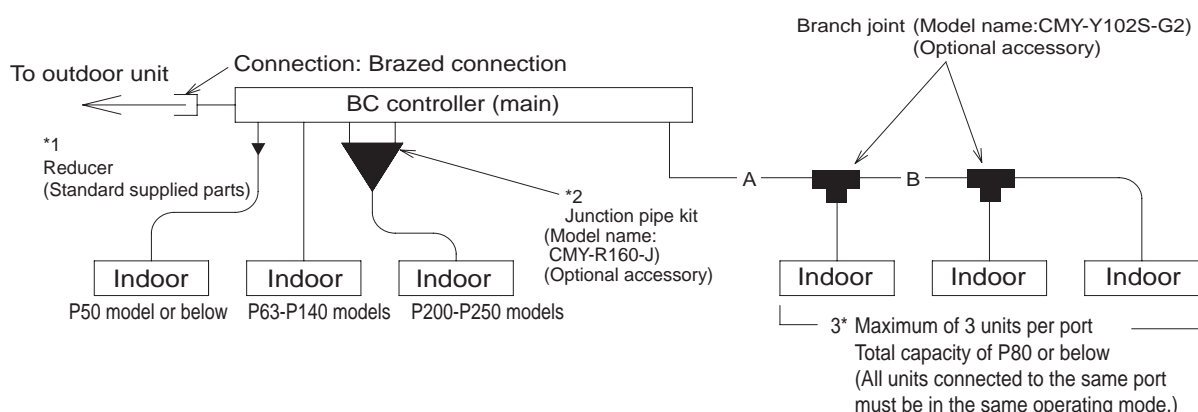 Branch joint (Model name:CMY-Y102S-G2)
(Optional accessory)
To outdoor unit
Connection: Brazed connection
BC controller (main)
*1
Reducer
(Standard supplied parts)
*2
Junction pipe kit
(Model name:
CMY-R160-J)
(Optional accessory)
A
B
Indoor
Indoor
Indoor
Indoor
Indoor
Indoor
P50 model or below
P63-P140 models
P200-P250 models
3* Maximum of 3 units per port
Total capacity of P80 or below
(All units connected to the same port
must be in the same operating mode.)